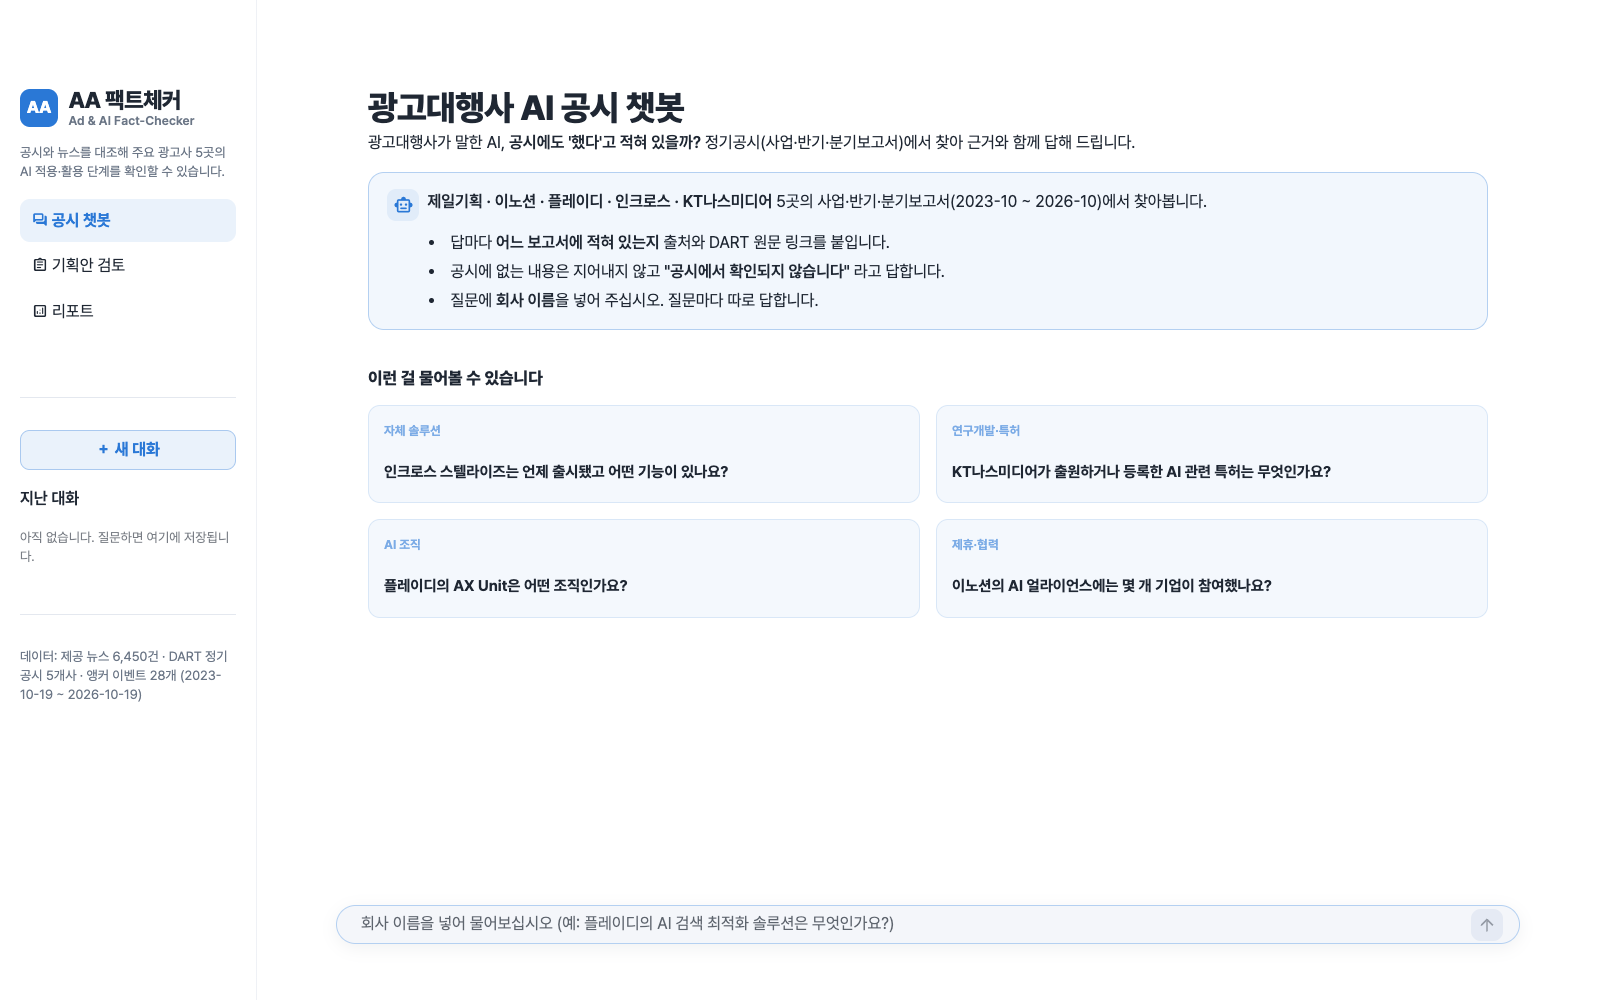 AA
AA 팩트체커
Ad & AI Fact-Checker
공시와 뉴스를 대조해 주요 광고사 5곳의
AI 적용·활용 단계를 확인할 수 있습니다.
공시 챗봇
기획안 검토
리포트
+ 새 대화
지난 대화
아직 없습니다. 질문하면 여기에 저장됩니
다.
데이터: 제공 뉴스 6,450건 · DART 정기
공시 5개사 · 앵커 이벤트 28개 (2023-
10-19 ~ 2026-10-19)
광고대행사 AI 공시 챗봇
광고대행사가 말한 AI, 공시에도 '했다'고 적혀 있을까? 정기공시(사업·반기·분기보고서)에서 찾아 근거와 함께 답해 드립니다.
제일기획 · 이노션 · 플레이디 · 인크로스 · KT나스미디어 5곳의 사업·반기·분기보고서(2023-10 ~ 2026-10)에서 찾아봅니다.
• 답마다 어느 보고서에 적혀 있는지 출처와 DART 원문 링크를 붙입니다.
• 공시에 없는 내용은 지어내지 않고 "공시에서 확인되지 않습니다" 라고 답합니다.
• 질문에 회사 이름을 넣어 주십시오. 질문마다 따로 답합니다.
이런 걸 물어볼 수 있습니다
자체 솔루션
인크로스 스텔라이즈는 언제 출시됐고 어떤 기능이 있나요?
연구개발·특허
KT나스미디어가 출원하거나 등록한 AI 관련 특허는 무엇인가요?
AI 조직
플레이디의 AX Unit은 어떤 조직인가요?
제휴·협력
이노션의 AI 얼라이언스에는 몇 개 기업이 참여했나요?
회사 이름을 넣어 물어보십시오 (예: 플레이디의 AI 검색 최적화 솔루션은 무엇인가요?)